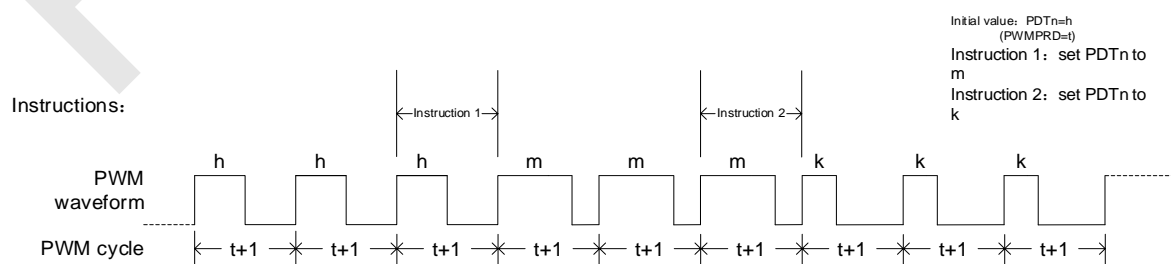 Initial value：PDTn=h
(PWMPRD=t)
Instruction 1：set PDTn to
m
Instruction 2：set PDTn to
k
Instructions：
Instruction 1
Instruction 2
h h h m m m k k k
PWM
waveform
PWM cycle
t+1 t+1 t+1 t+1 t+1 t+1 t+1 t+1 t+1